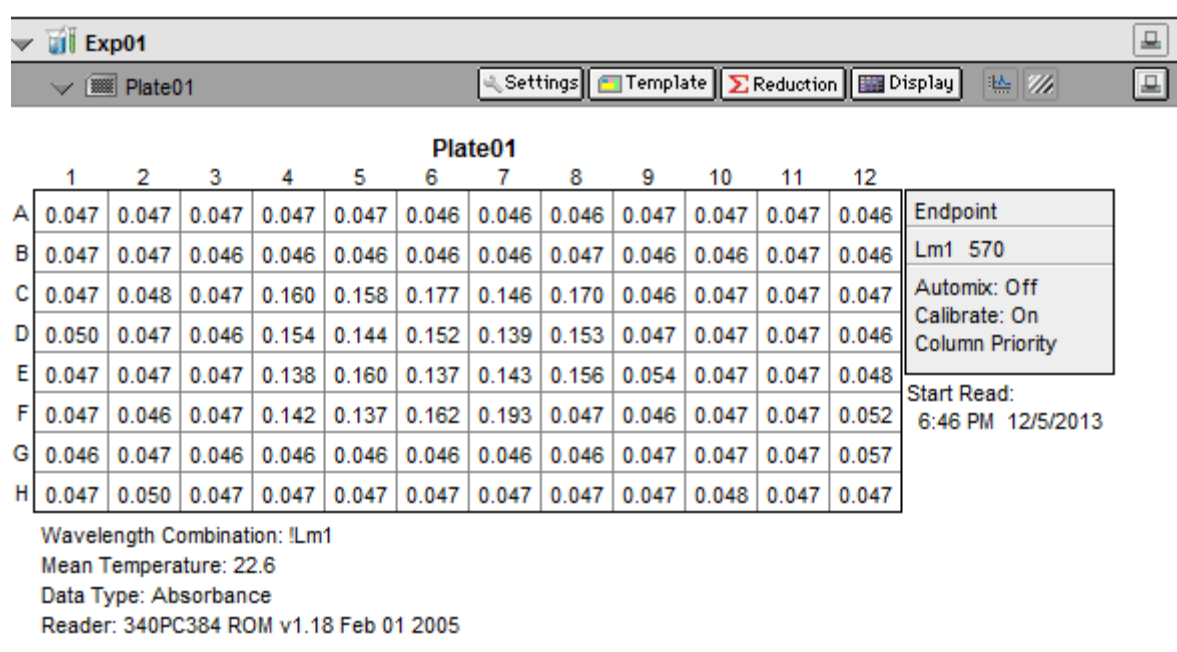 Exp01
Plate01 Settings Template Reduction Display
Plate01
1 2 3 4 5 6 7 8 9 10 11 12
A 0.047 0.047 0.047 0.047 0.047 0.046 0.046 0.046 0.047 0.047 0.047 0.046
B 0.047 0.047 0.046 0.046 0.046 0.046 0.046 0.047 0.046 0.046 0.047 0.046
C 0.047 0.048 0.047 0.160 0.158 0.177 0.146 0.170 0.046 0.047 0.047 0.047
D 0.050 0.047 0.046 0.154 0.144 0.152 0.139 0.153 0.047 0.047 0.047 0.046
E 0.047 0.047 0.047 0.138 0.160 0.137 0.143 0.156 0.054 0.047 0.047 0.048
F 0.047 0.046 0.047 0.142 0.137 0.162 0.193 0.047 0.046 0.047 0.047 0.052
G 0.046 0.047 0.046 0.046 0.046 0.046 0.046 0.046 0.047 0.047 0.047 0.057
H 0.047 0.050 0.047 0.047 0.047 0.047 0.047 0.047 0.047 0.048 0.047 0.047
Endpoint
Lm1 570
Automix: Off
Calibrate: On
Column Priority
Start Read:
6:46 PM 12/5/2013
Wavelength Combination: !Lm1
Mean Temperature: 22.6
Data Type: Absorbance
Reader: 340PC384 ROM v1.18 Feb 01 2005